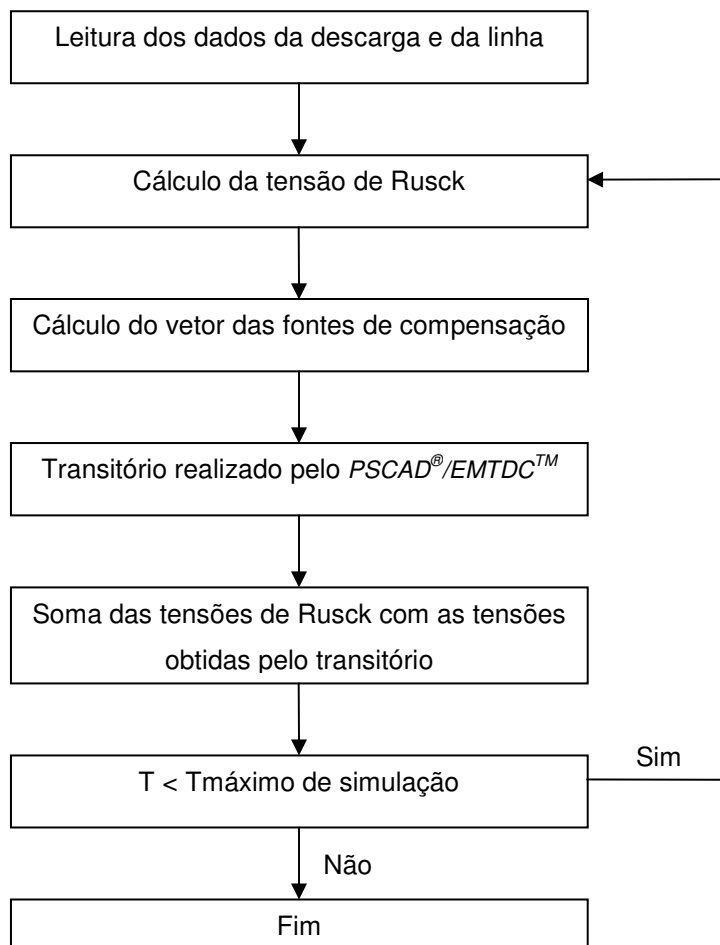 Leitura dos dados da descarga e da linha
Cálculo da tensão de Rusck
Cálculo do vetor das fontes de compensação
Transitório realizado pelo PSCAD®/EMTDC™
Soma das tensões de Rusck com as tensões
obtidas pelo transitório
T < Tmáximo de simulação
Sim
Não
Fim